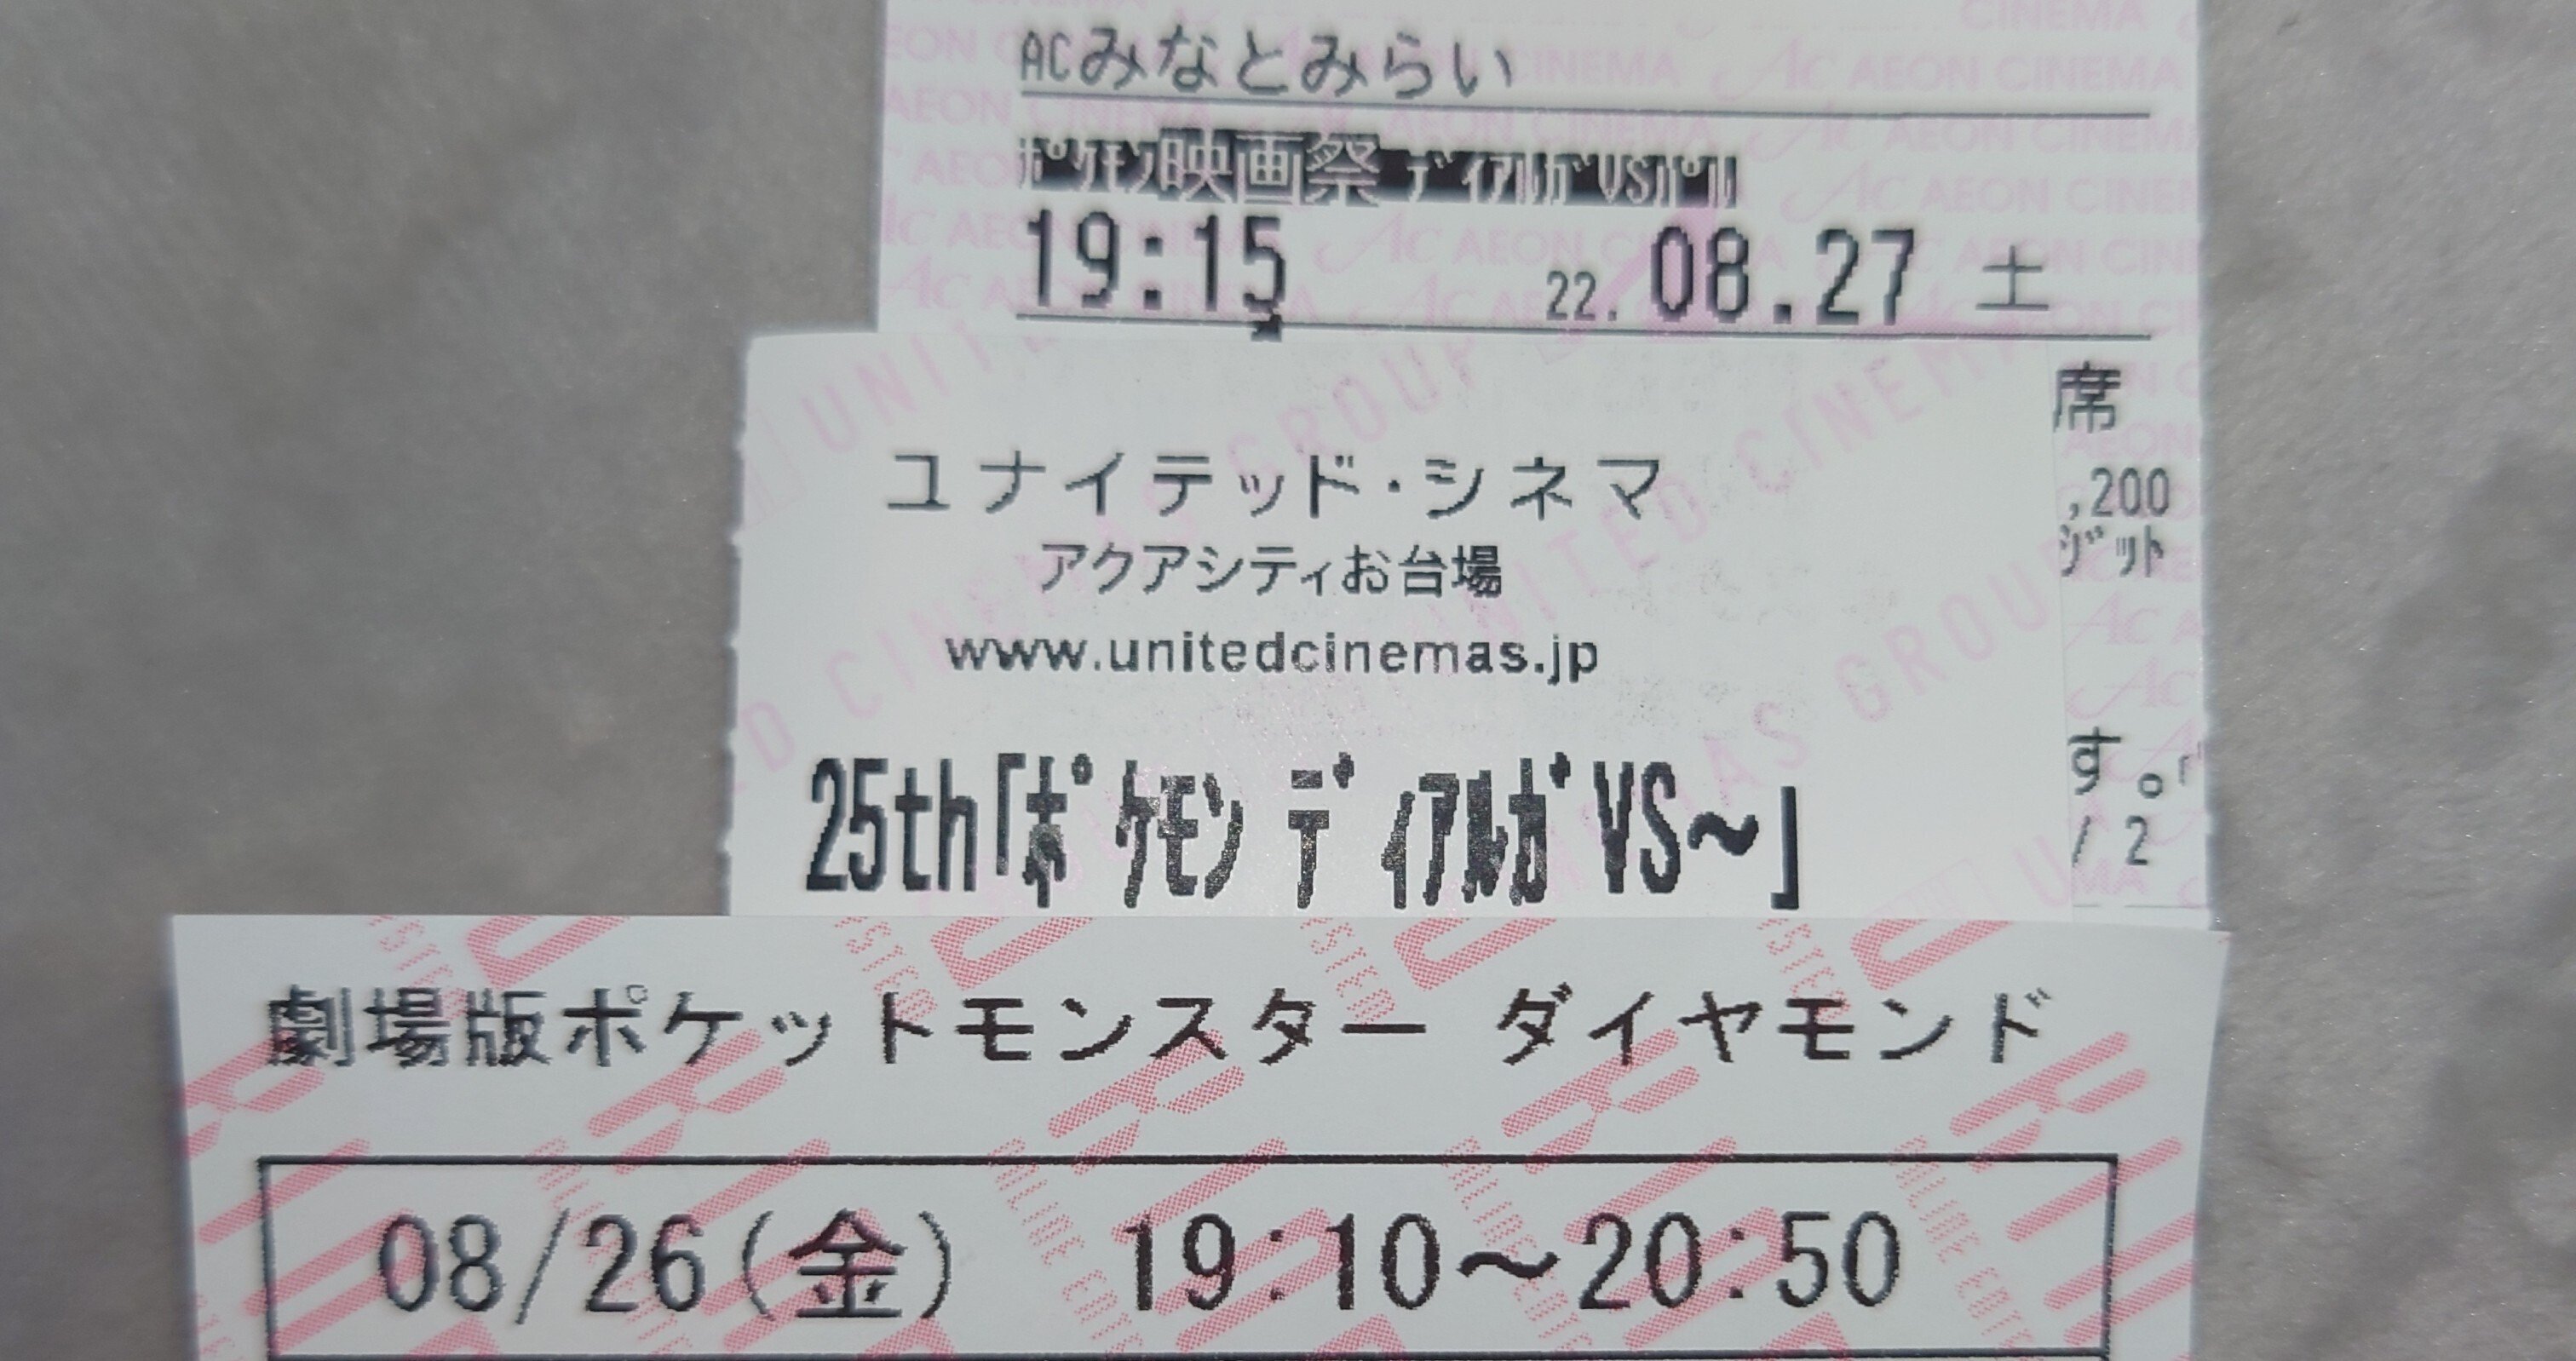 ACみなとみらい
ポケモン映画祭 ディアルガVSパル
19:15 22.08.27 土
席
ユナイテッド・シネマ
,200
アクアシティお台場
ジット
www.unitedcinemas.jp
す。
25th「ポケモン ディアルガVS～」
/ 2
劇場版ポケットモンスター ダイヤモンド
08/26(金) 19:10～20:50